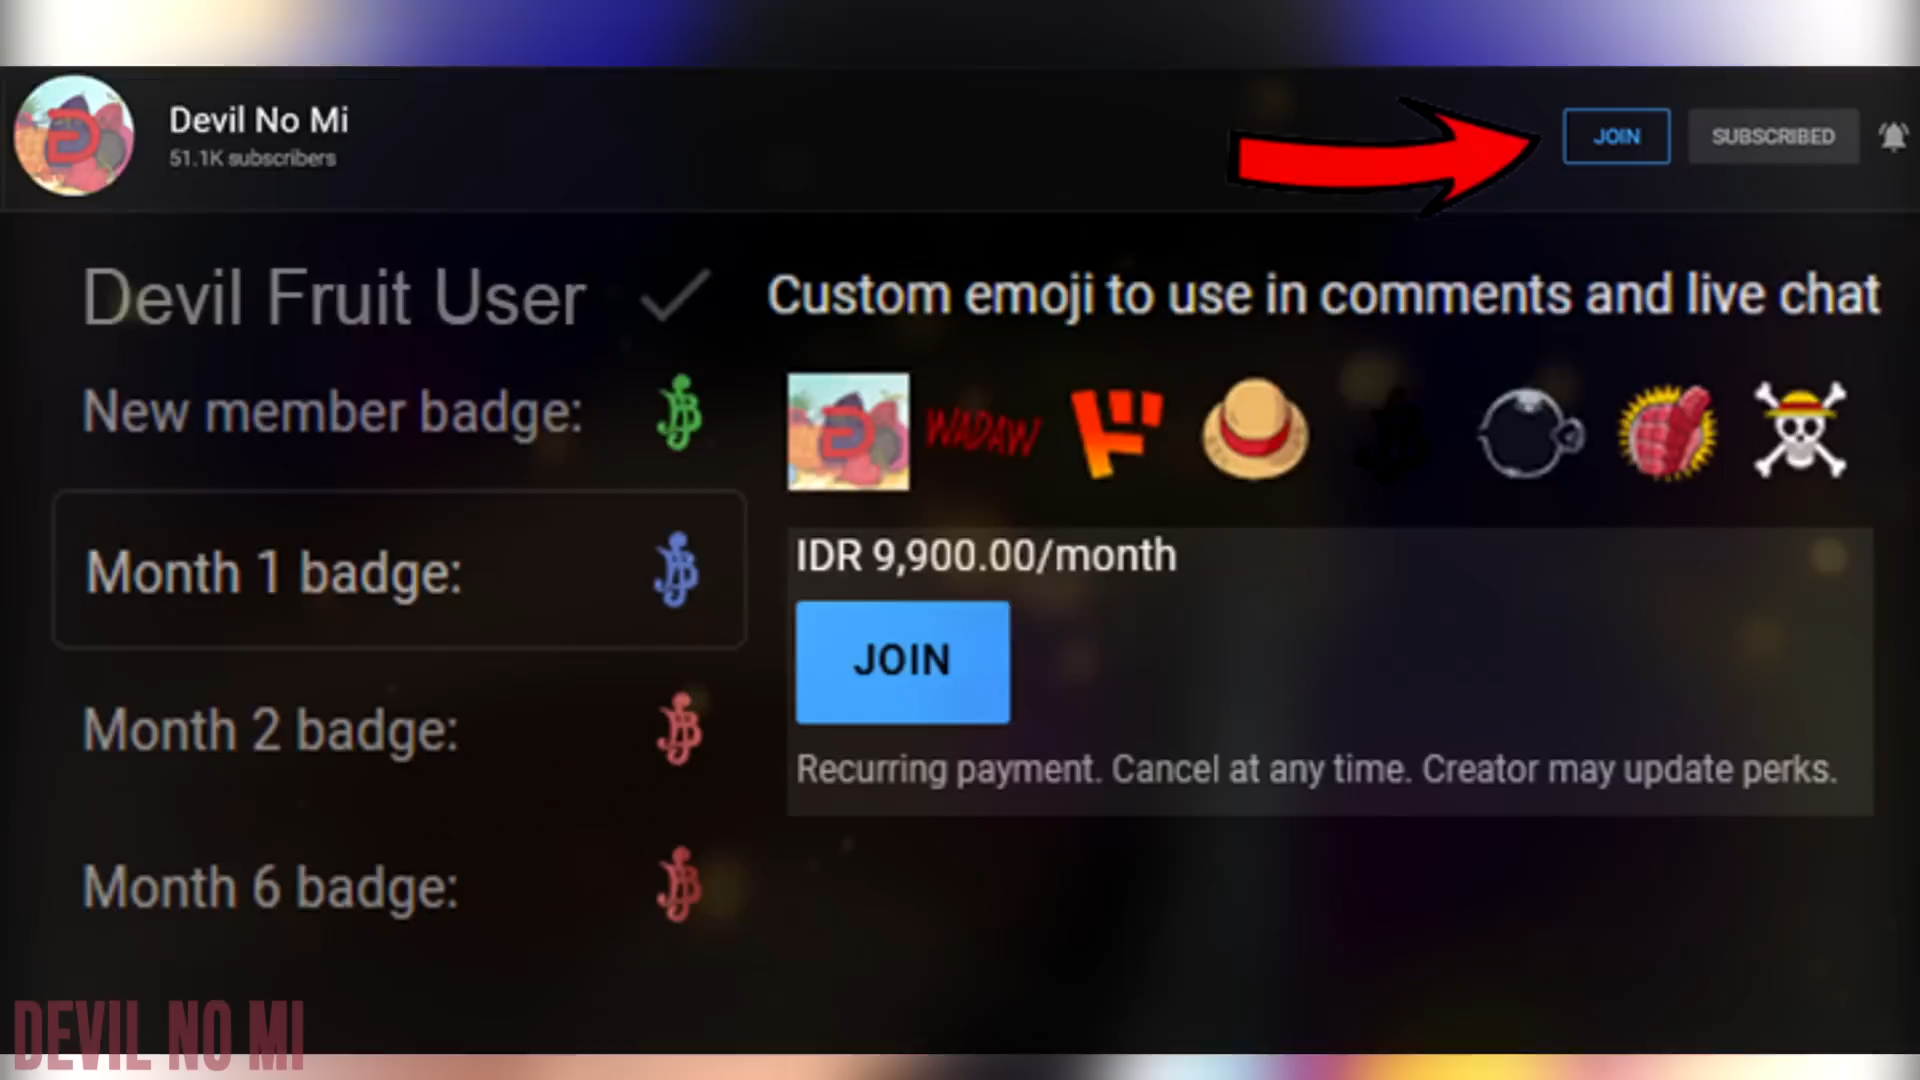 Devil No Mi
51.1K subscribers
JOIN
SUBSCRIBED
Devil Fruit User
Custom emoji to use in comments and live chat
New member badge:
WADAW
ド
Month 1 badge:
IDR 9,900.00/month
JOIN
Month 2 badge:
Recurring payment. Cancel at any time. Creator may update perks.
Month 6 badge:
DEVIL NO MI